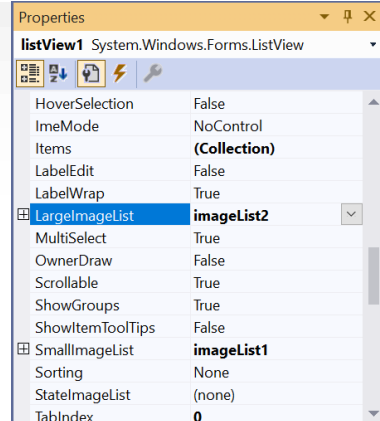 Properties
listView1 System.Windows.Forms.ListView
HoverSelection False
ImeMode NoControl
Items (Collection)
LabelEdit False
LabelWrap True
LargeImageList imageList2
MultiSelect True
OwnerDraw False
Scrollable True
ShowGroups True
ShowItemToolTips False
SmallImageList imageList1
Sorting None
StateImageList (none)
TabIndex 0